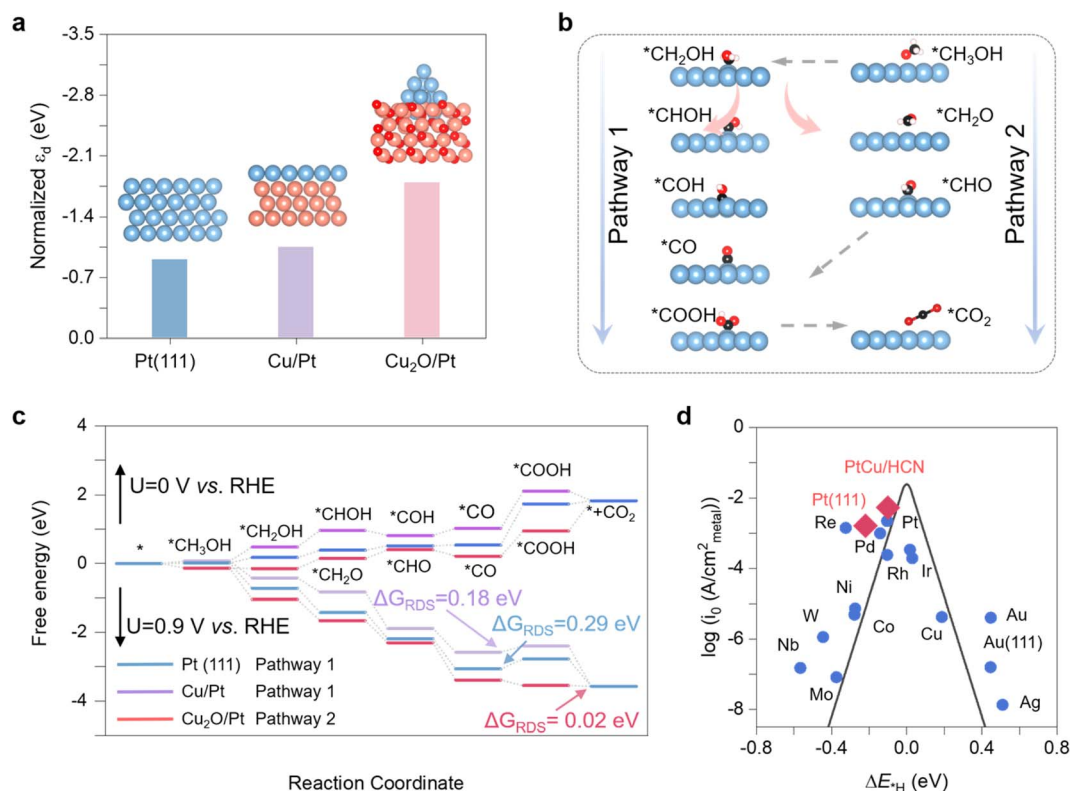 a
-3.5
-2.8
-2.1
-1.4
-0.7
0.0
Normalized ε_d (eV)
Pt(111)
Cu/Pt
Cu₂O/Pt
b
Pathway 1
*CH₂OH
*CHOH
*COH
*CO
*COOH
*CH₃OH
*CH₂O
*CHO
*CO₂
Pathway 2
c
4
2
0
-2
-4
Free energy (eV)
U=0 V vs. RHE
U=0.9 V vs. RHE
*
*CH₃OH
*CH₂OH
*CHOH
*COH
*CO
*COOH
*+CO₂
*CH₂O
*CHO
*CO
*COOH
ΔG_RDS=0.18 eV
ΔG_RDS=0.29 eV
ΔG_RDS = 0.02 eV
Pt (111) Pathway 1
Cu/Pt Pathway 1
Cu₂O/Pt Pathway 2
Reaction Coordinate
d
0
-2
-4
-6
-8
log (i₀ (A/cm²_metal))
PtCu/HCN
Pt(111)
Re
Pt
Pd
Rh
Ir
Ni
Co
W
Cu
Au
Nb
Au(111)
Mo
Ag
-0.8
-0.4
0.0
0.4
0.8
ΔE*H (eV)